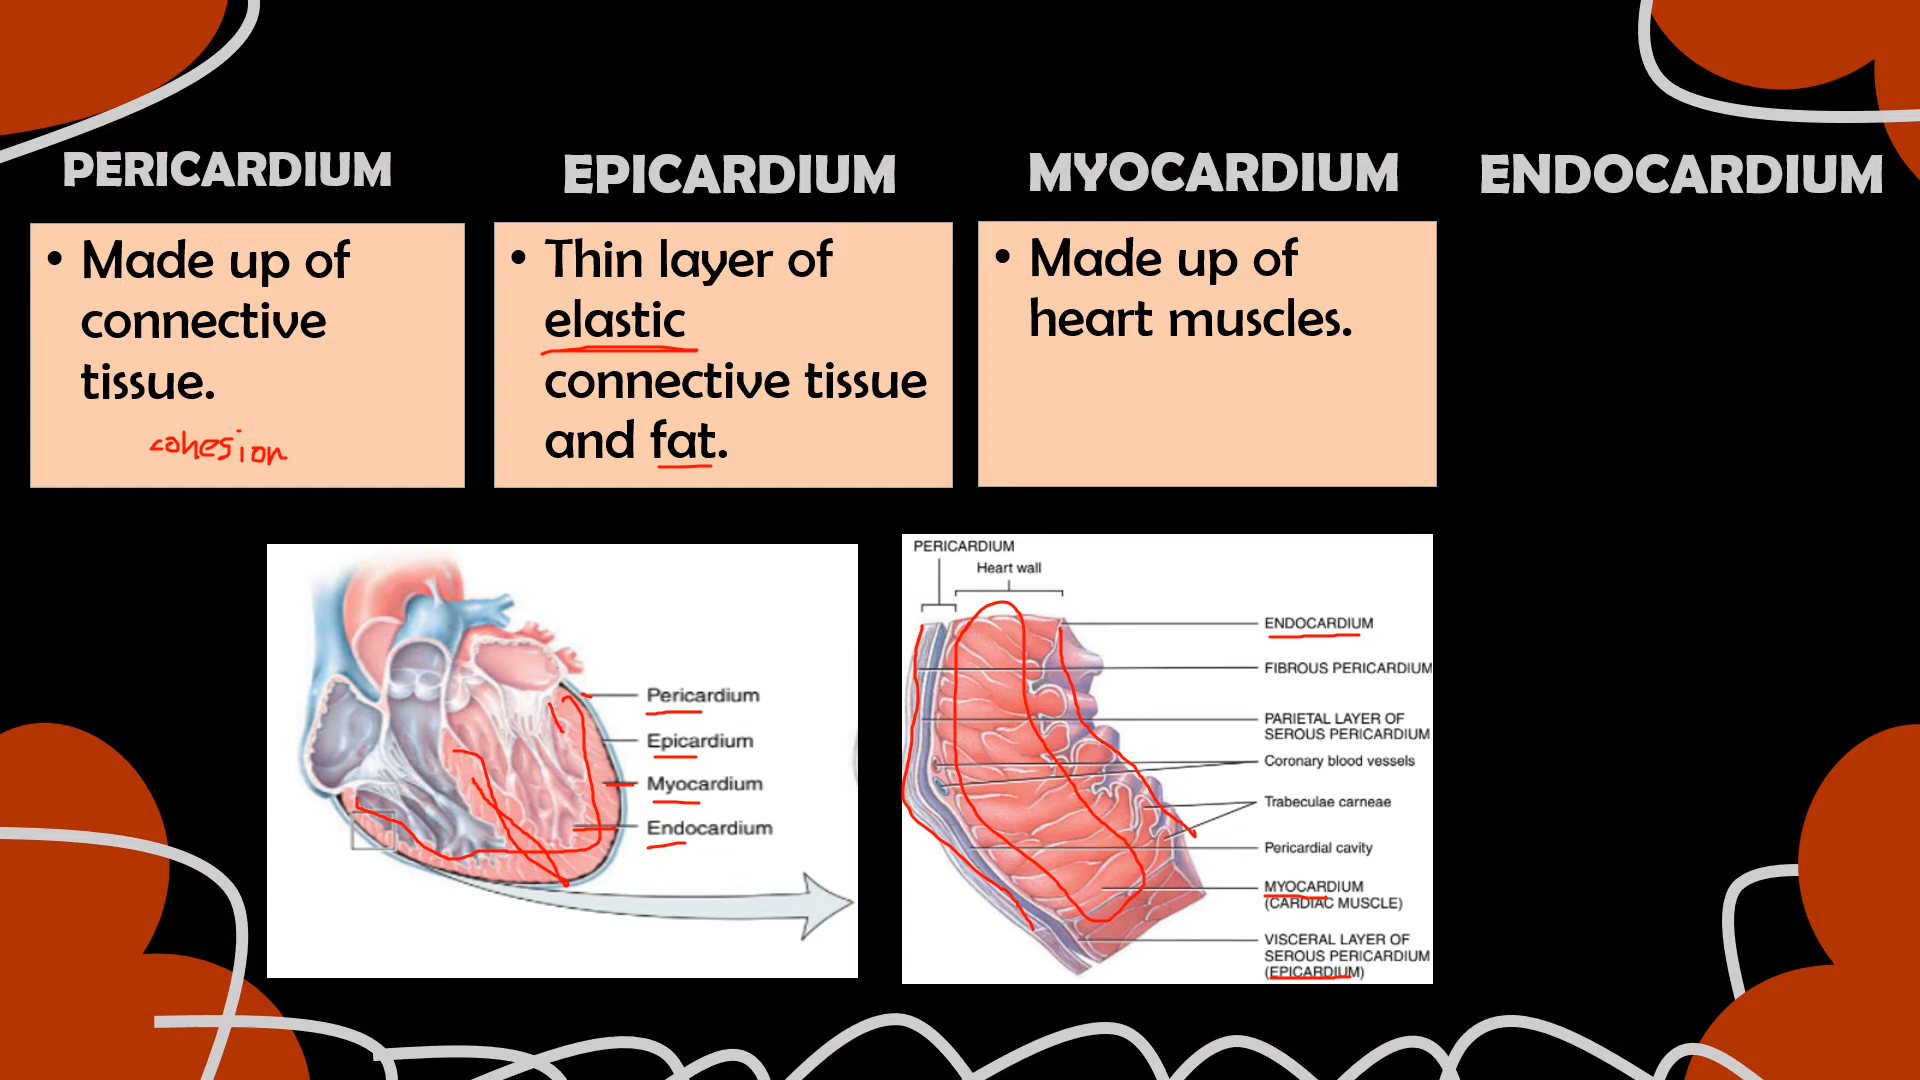 PERICARDIUM
EPICARDIUM
MYOCARDIUM
ENDOCARDIUM
• Made up of
connective
tissue.
cohesion
• Thin layer of
elastic
connective tissue
and fat.
• Made up of
heart muscles.
Pericardium
Epicardium
Myocardium
Endocardium
PERICARDIUM
Heart wall
ENDOCARDIUM
FIBROUS PERICARDIUM
PARIETAL LAYER OF
SEROUS PERICARDIUM
Coronary blood vessels
Trabeculae carneae
Pericardial cavity
MYOCARDIUM
(CARDIAC MUSCLE)
VISCERAL LAYER OF
SEROUS PERICARDIUM
(EPICARDIUM)